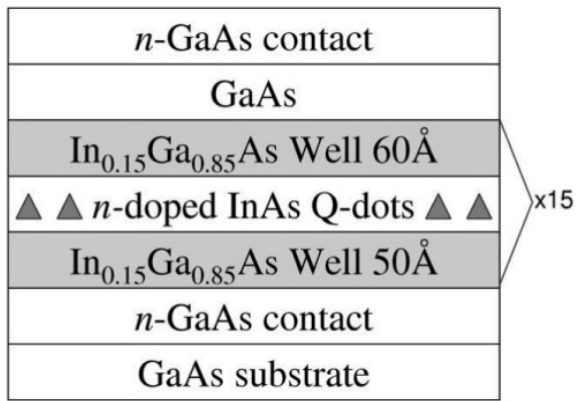 n-GaAs contact
GaAs
In0.15Ga0.85As Well 60Å
n-doped InAs Q-dots
x15
In0.15Ga0.85As Well 50Å
n-GaAs contact
GaAs substrate